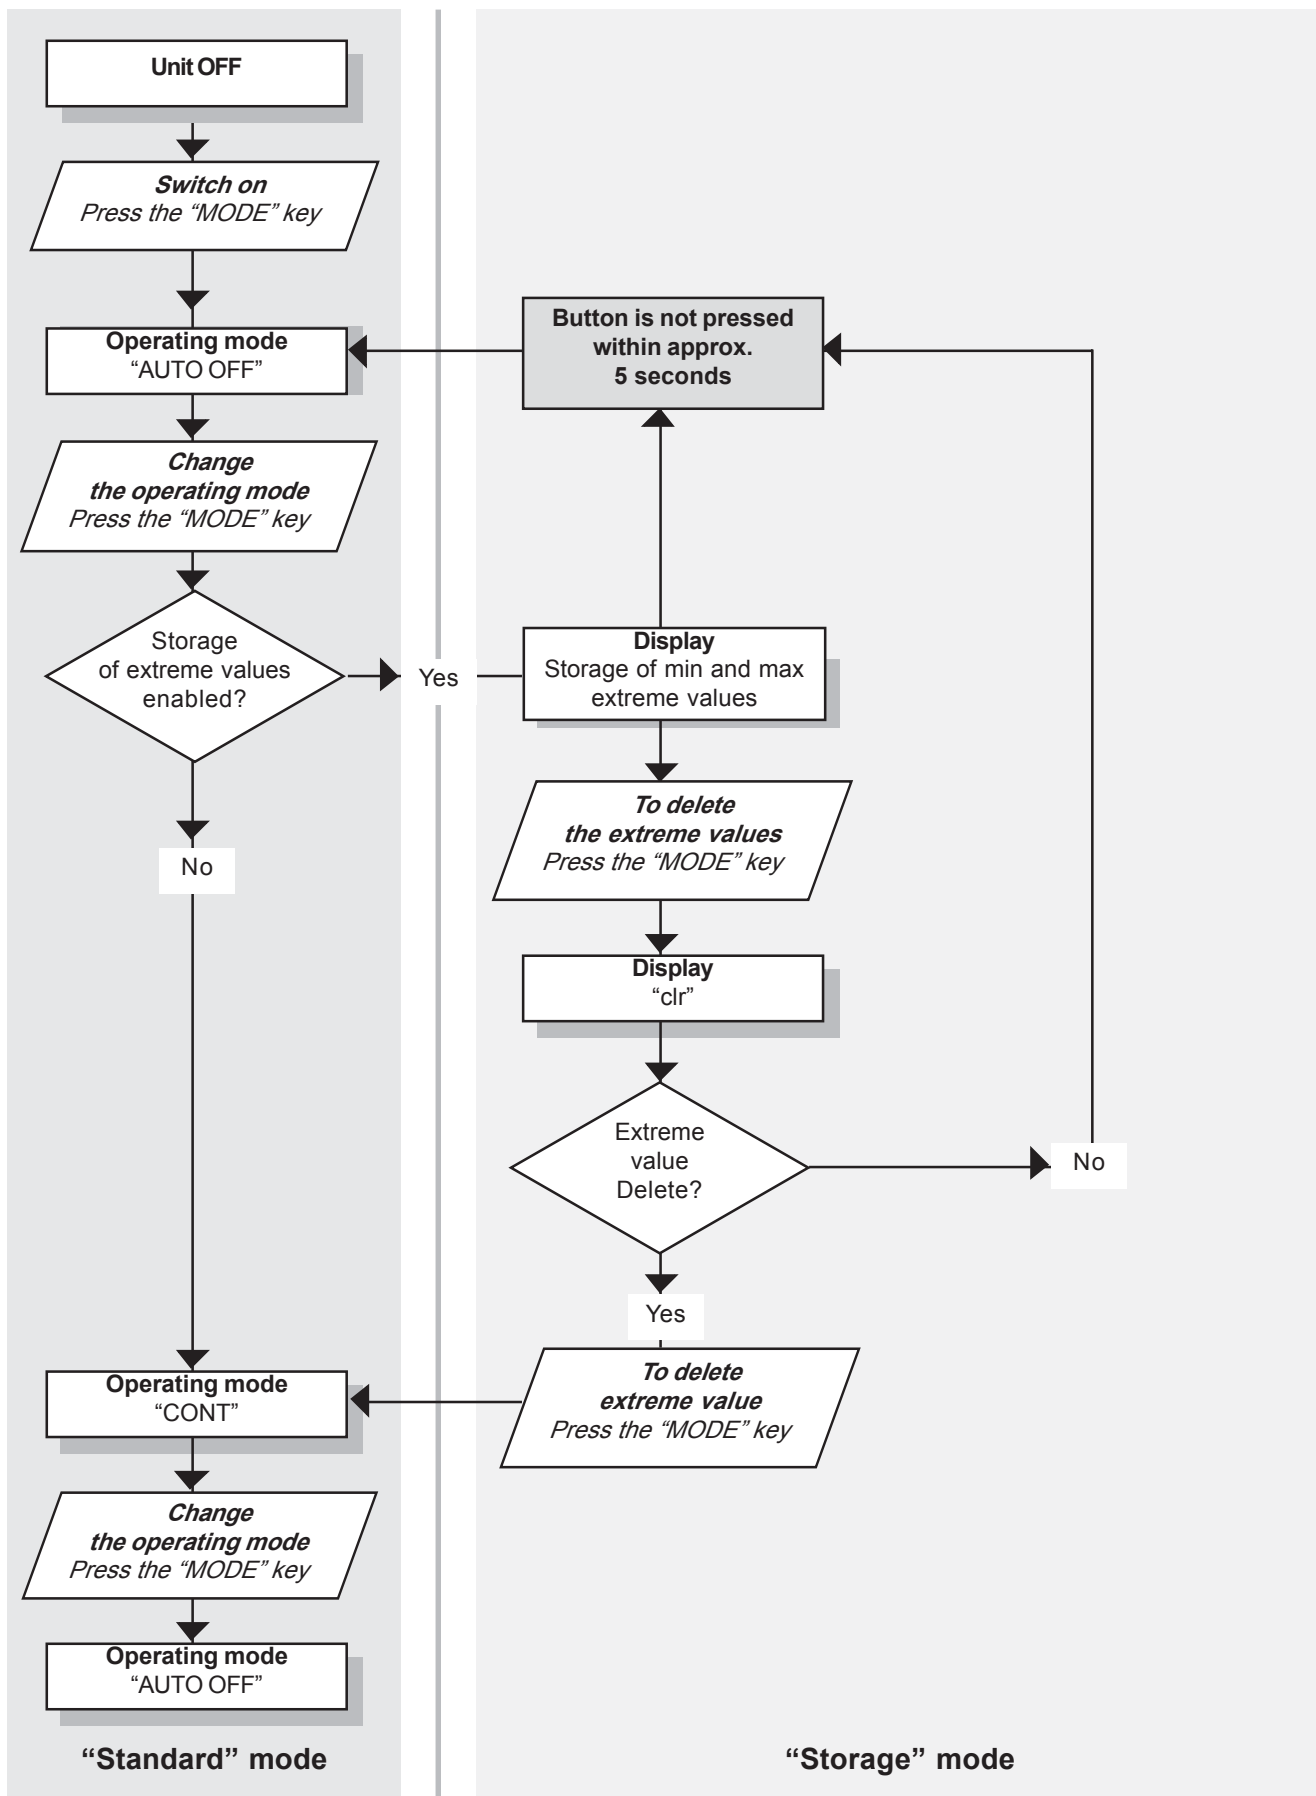 Unit OFF
Switch on
Press the “MODE” key
Operating mode
“AUTO OFF”
Change
the operating mode
Press the “MODE” key
Storage
of extreme values
enabled?
Yes
No
Operating mode
“CONT”
Change
the operating mode
Press the “MODE” key
Operating mode
“AUTO OFF”
“Standard” mode
Button is not pressed
within approx.
5 seconds
Display
Storage of min and max
extreme values
To delete
the extreme values
Press the “MODE” key
Display
“clr”
Extreme
value
Delete?
No
Yes
To delete
extreme value
Press the “MODE” key
“Storage” mode